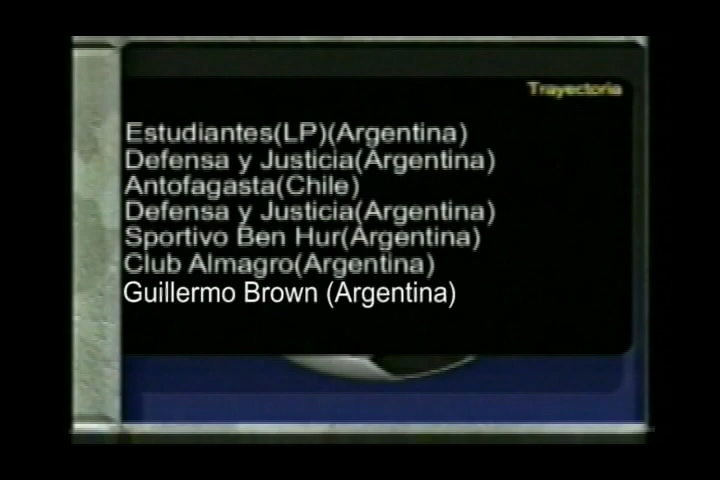 Trayectoria
Estudiantes(LP)(Argentina)
Defensa y Justicia(Argentina)
Antofagasta(Chile)
Defensa y Justicia(Argentina)
Sportivo Ben Hur(Argentina)
Club Almagro(Argentina)
Guillermo Brown (Argentina)